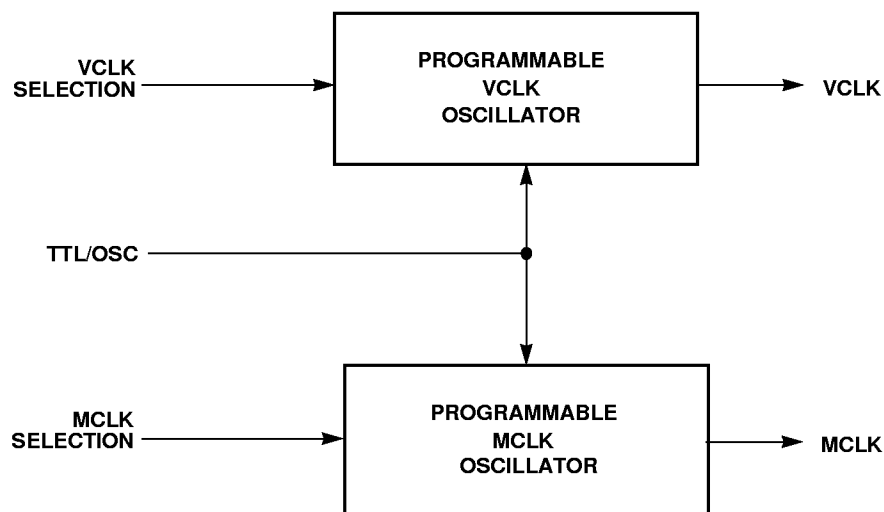 VCLK
SELECTION
PROGRAMMABLE
VCLK
OSCILLATOR
VCLK
TTL/OSC
MCLK
SELECTION
PROGRAMMABLE
MCLK
OSCILLATOR
MCLK